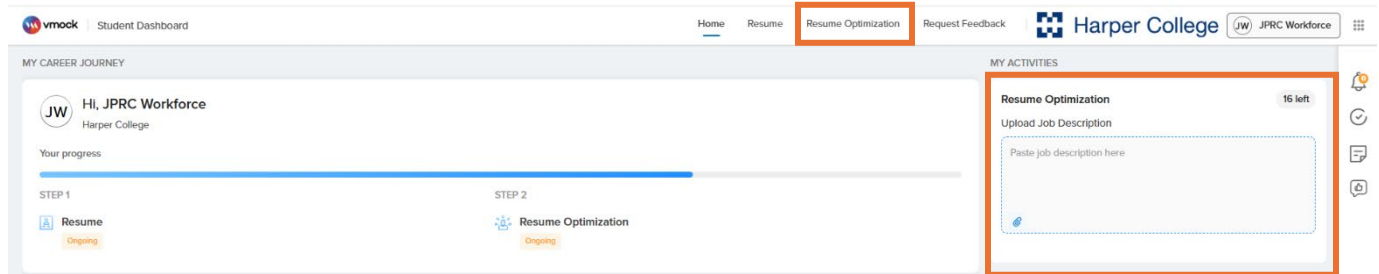 vmock Student Dashboard Home Resume Resume Optimization Request Feedback Harper College JW JPRC Workforce
MY CAREER JOURNEY
JW
Hi, JPRC Workforce
Harper College
Your progress
STEP 1
Resume
Ongoing
STEP 2
Resume Optimization
Ongoing
MY ACTIVITIES
Resume Optimization 16 left
Upload Job Description
Paste job description here